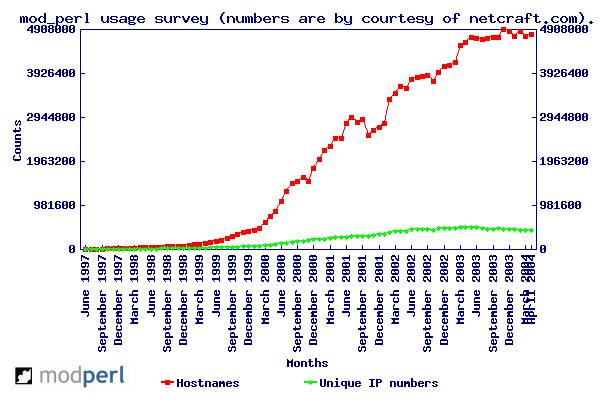 mod_perl usage survey (numbers are by courtesy of netcraft.com).
4908000 4908000
3926400 3926400
2944800 2944800
1963200 1963200
981600 981600
0 0
Counts
June 1997
September 1997
December 1997
March 1998
June 1998
September 1998
December 1998
March 1999
June 1999
September 1999
December 1999
March 2000
June 2000
September 2000
December 2000
March 2001
June 2001
September 2001
December 2001
March 2002
June 2002
September 2002
December 2002
March 2003
June 2003
September 2003
December 2003
March 2004
April 2004
Months
modperl
Hostnames Unique IP numbers